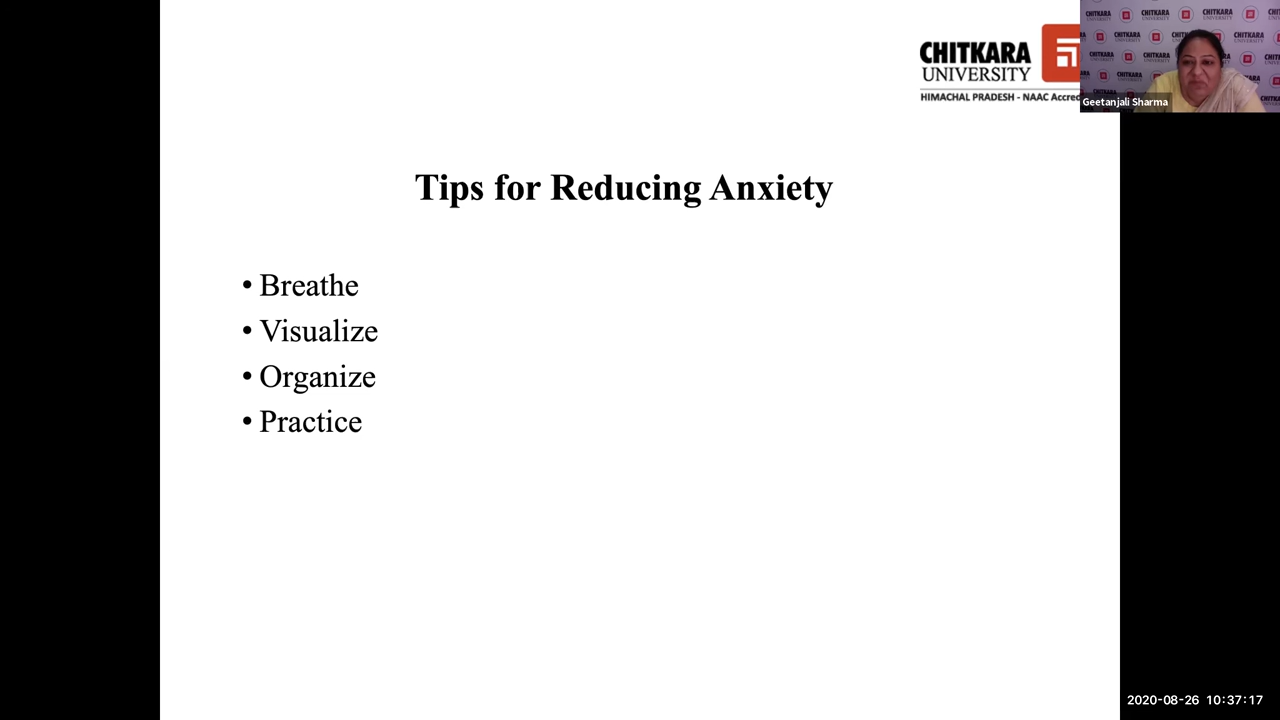 CHITKARA
UNIVERSITY
HIMACHAL PRADESH - NAAC
Geetanjali Sharma
Tips for Reducing Anxiety
• Breathe
• Visualize
• Organize
• Practice
2020-08-26 10:37:17